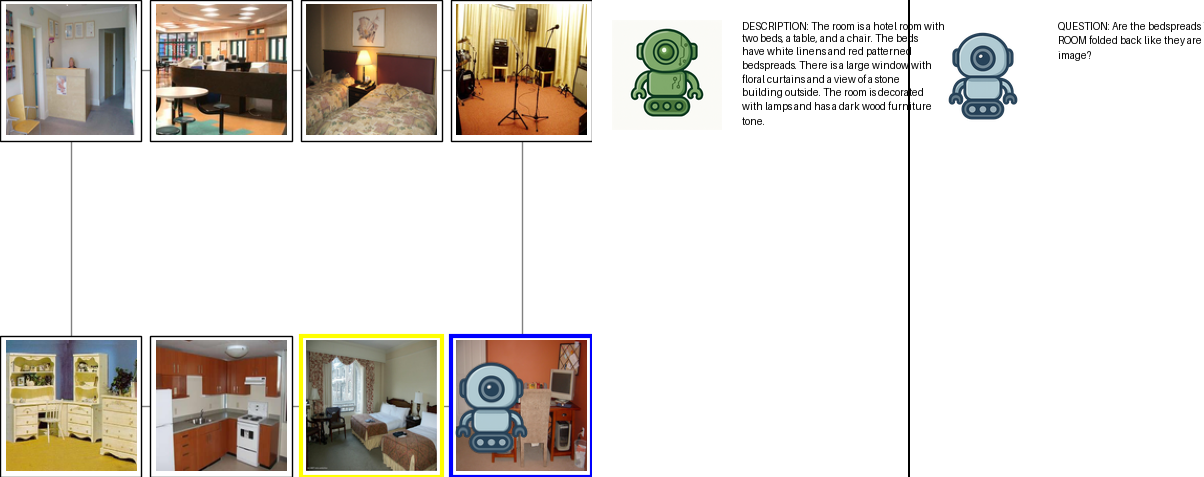 DESCRIPTION: The room is a hotel room with
two beds, a table, and a chair. The beds
have white linens and red patterned
bedspreads. There is a large window with
floral curtains and a view of a stone
building outside. The room is decorated
with lamps and has a dark wood furniture
tone.
QUESTION: Are the bedspreads
ROOM folded back like they are
image?